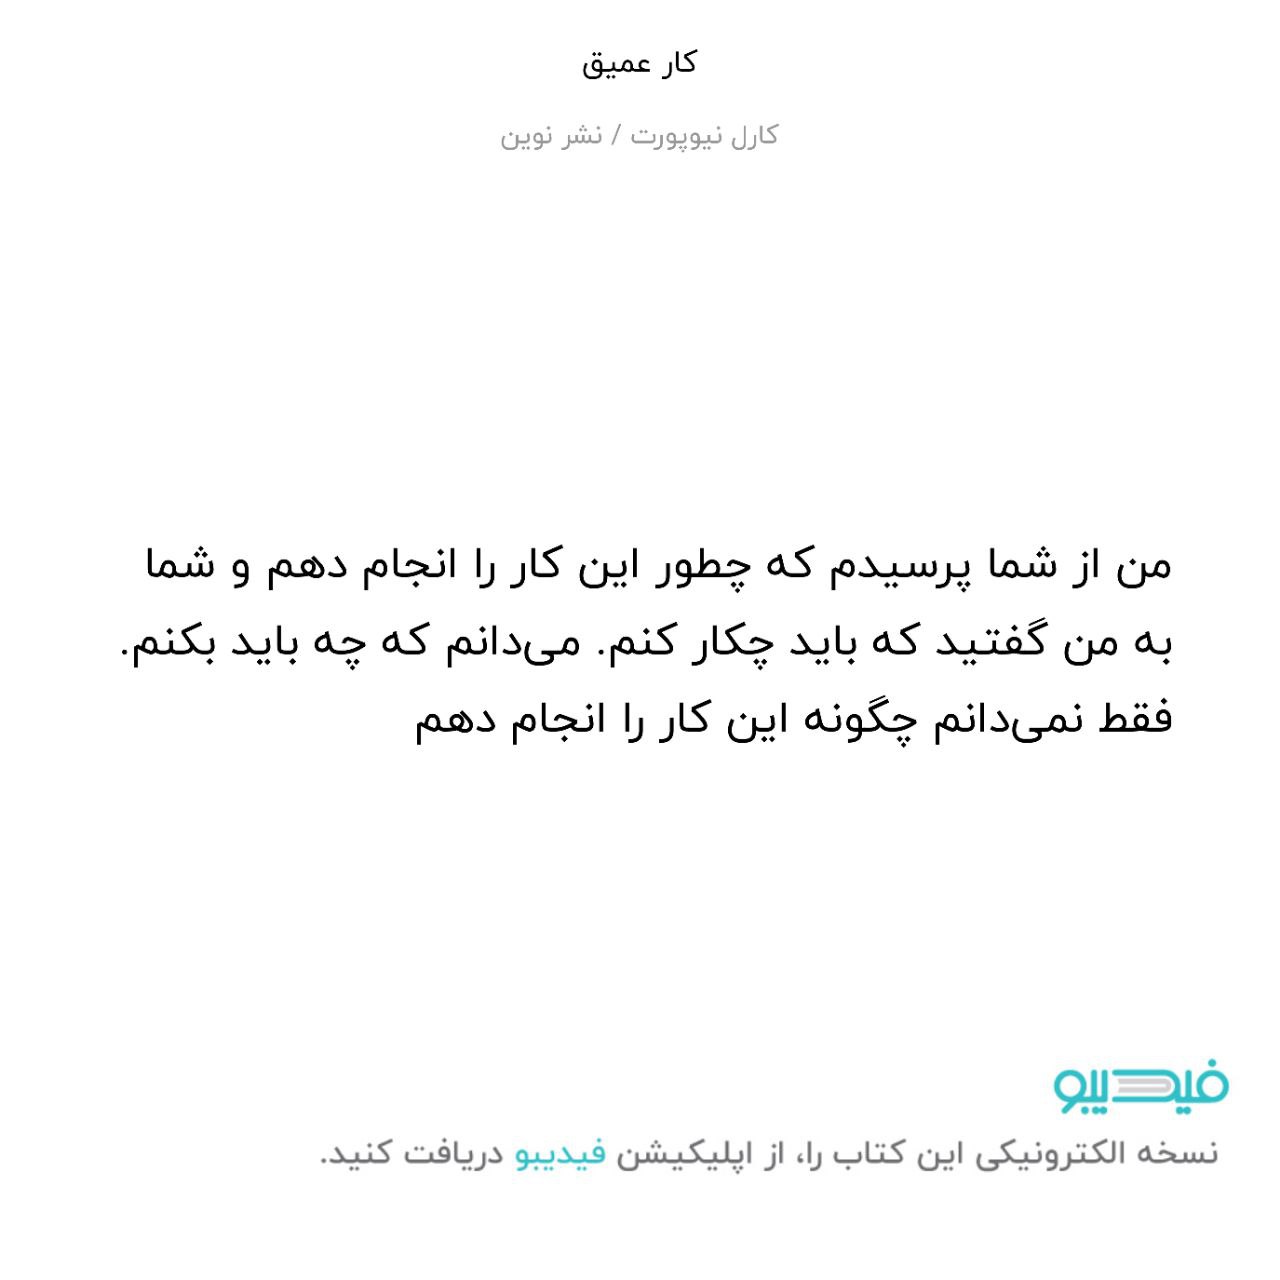 کار عمیق
کارل نیوپورت / نشر نوین
من از شما پرسیدم که چطور این کار را انجام دهم و شما
به من گفتید که باید چکار کنم. می‌دانم که چه باید بکنم.
فقط نمی‌دانم چگونه این کار را انجام دهم
فیدیبو
نسخه الکترونیکی این کتاب را، از اپلیکیشن فیدیبو دریافت کنید.